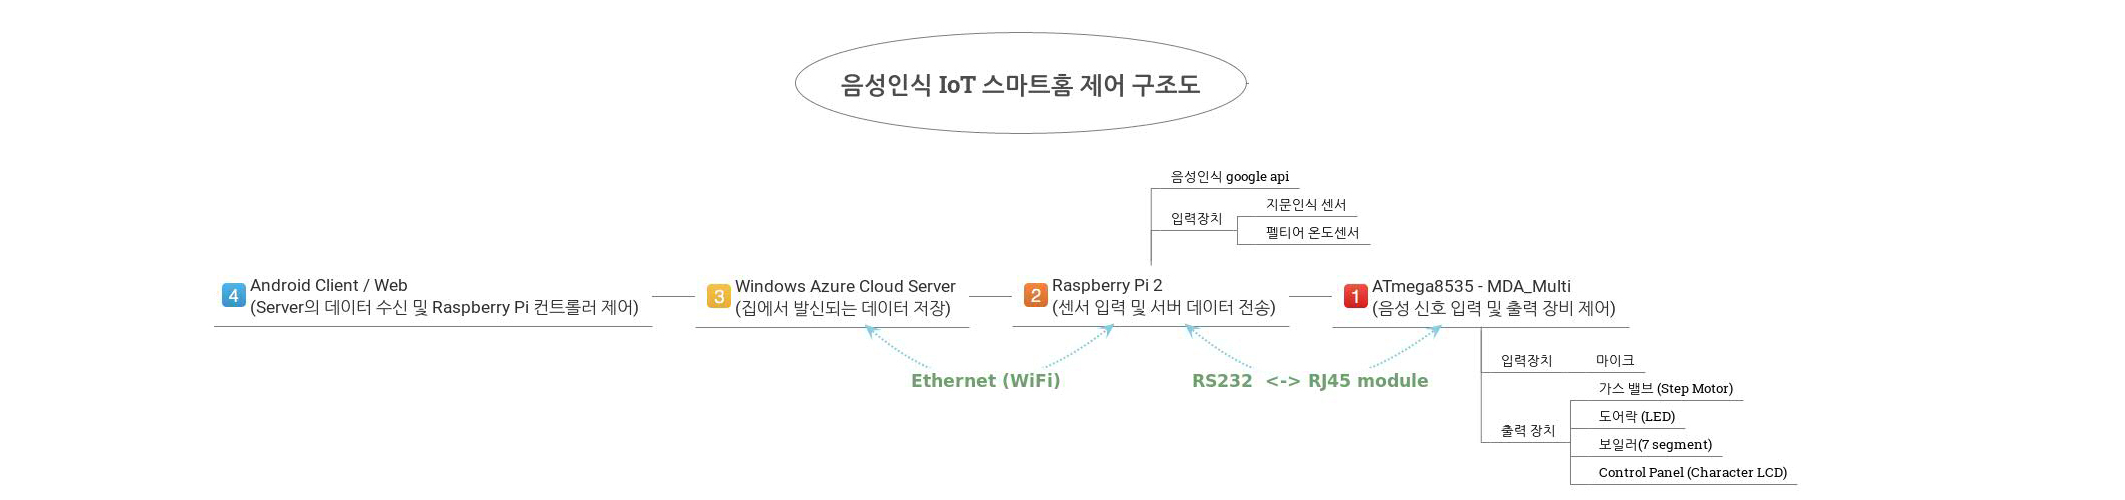 음성인식 IoT 스마트홈 제어 구조도
음성인식 google api
입력장치
지문인식 센서
펠티어 온도센서
4 Android Client / Web
(Server의 데이터 수신 및 Raspberry Pi 컨트롤러 제어)
3 Windows Azure Cloud Server
(집에서 발신되는 데이터 저장)
2 Raspberry Pi 2
(센서 입력 및 서버 데이터 전송)
1 ATmega8535 - MDA_Multi
(음성 신호 입력 및 출력 장비 제어)
Ethernet (WiFi)
RS232 <-> RJ45 module
입력장치
마이크
출력 장치
가스 밸브 (Step Motor)
도어락 (LED)
보일러(7 segment)
Control Panel (Character LCD)